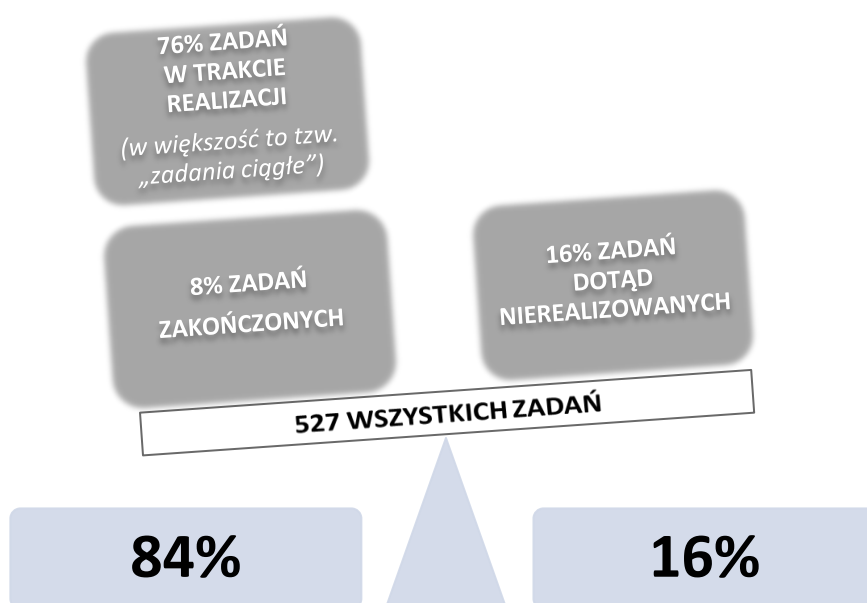 76% ZADAŃ
W TRAKCIE
REALIZACJI
(w większość to tzw.
„zadania ciągłe”)
8% ZADAŃ
ZAKOŃCZONYCH
16% ZADAŃ
DOTĄD
NIEREALIZOWANYCH
527 WSZYSTKICH ZADAŃ
84%
16%